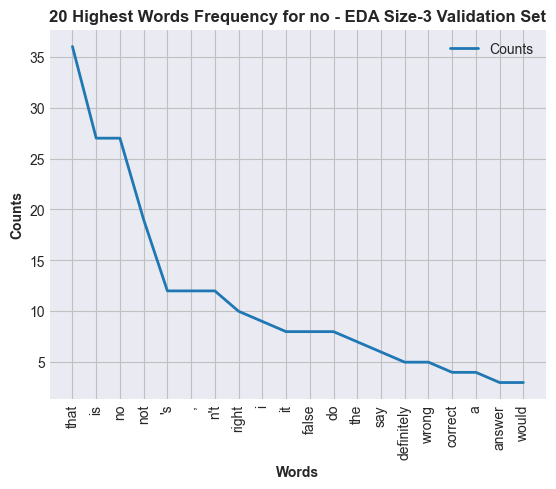 20 Highest Words Frequency for no - EDA Size-3 Validation Set
Counts
35
30
25
20
15
10
5
Counts
that
is
no
not
's
,
n't
right
i
it
false
do
the
say
definitely
wrong
correct
a
answer
would
Words